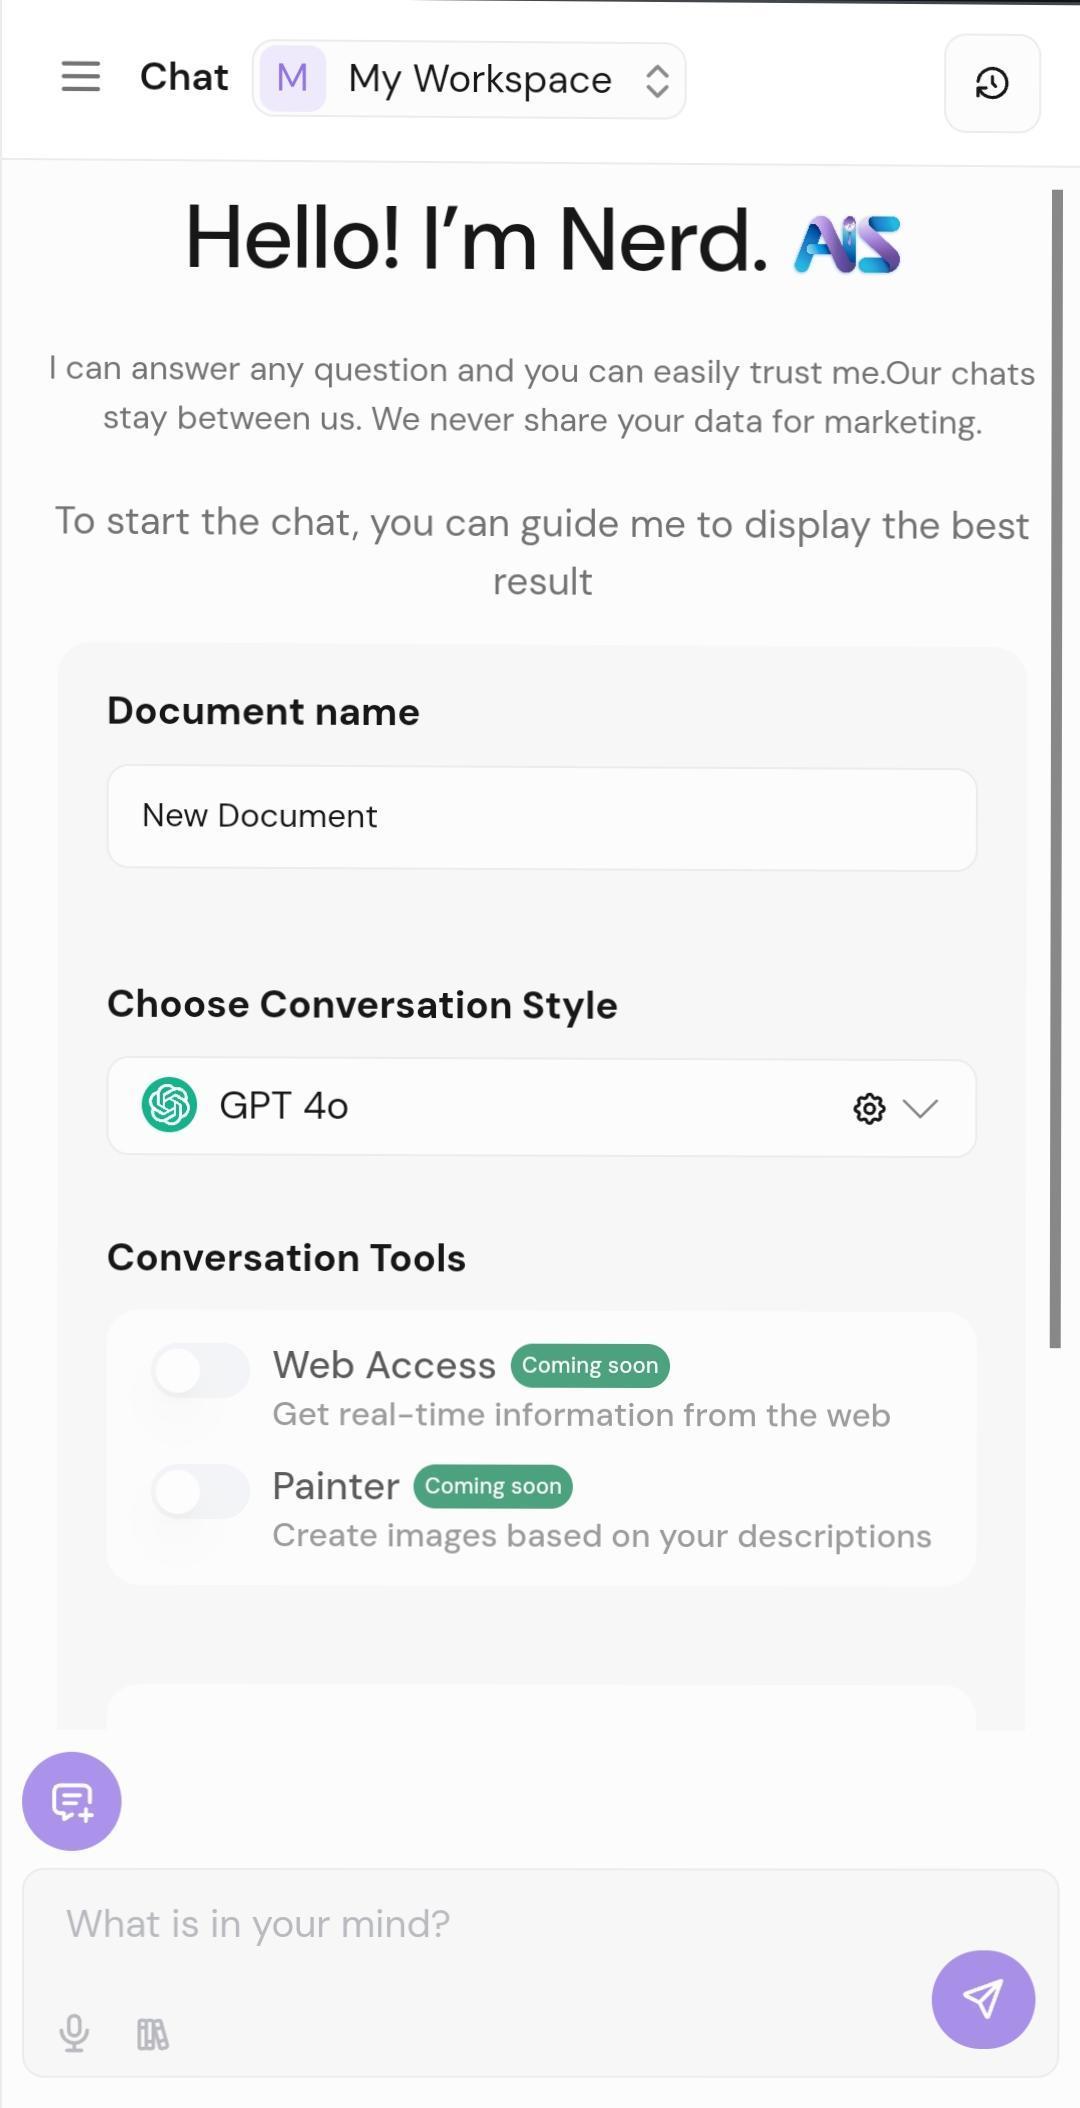 Chat
M My Workspace
Hello! I’m Nerd. AIS
I can answer any question and you can easily trust me.Our chats
stay between us. We never share your data for marketing.
To start the chat, you can guide me to display the best
result
Document name
New Document
Choose Conversation Style
GPT 4o
Conversation Tools
Web Access Coming soon
Get real-time information from the web
Painter Coming soon
Create images based on your descriptions
What is in your mind?